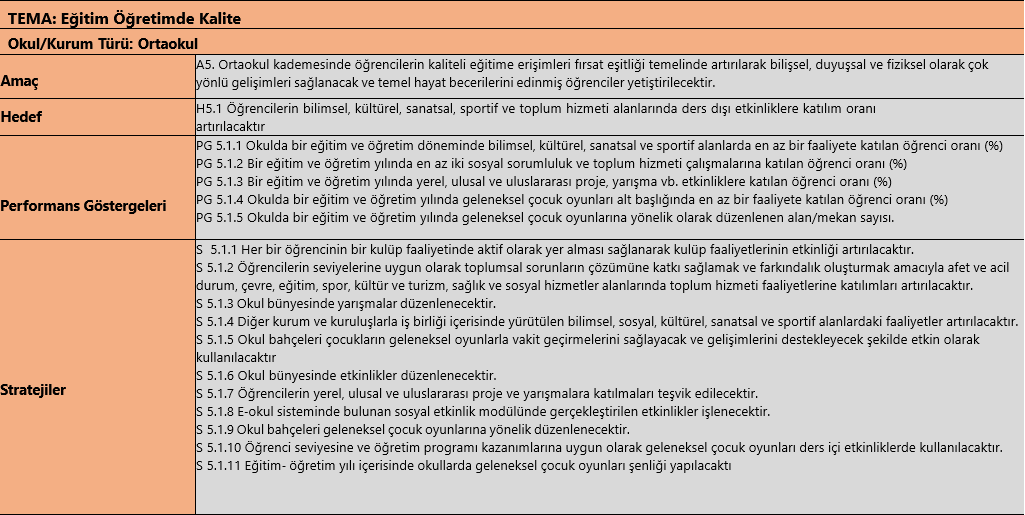 TEMA: Eğitim Öğretimde Kalite
Okul/Kurum Türü: Ortaokul
Amaç
A5. Ortaokul kademesinde öğrencilerin kaliteli eğitime erişimleri fırsat eşitliği temelinde artırılarak bilişsel, duyuşsal ve fiziksel olarak çok
yönlü gelişimleri sağlanacak ve temel hayat becerilerini edinmiş öğrenciler yetiştirilecektir.
Hedef
H5.1 Öğrencilerin bilimsel, kültürel, sanatsal, sportif ve toplum hizmeti alanlarında ders dışı etkinliklere katılım oranı
artırılacaktır
Performans Göstergeleri
PG 5.1.1 Okulda bir eğitim ve öğretim döneminde bilimsel, kültürel, sanatsal ve sportif alanlarda en az bir faaliyete katılan öğrenci oranı (%)
PG 5.1.2 Bir eğitim ve öğretim yılında en az iki sosyal sorumluluk ve toplum hizmeti çalışmalarına katılan öğrenci oranı (%)
PG 5.1.3 Bir eğitim ve öğretim yılında yerel, ulusal ve uluslararası proje, yarışma vb. etkinliklere katılan öğrenci oranı (%)
PG 5.1.4 Okulda bir eğitim ve öğretim yılında geleneksel çocuk oyunları alt başlığında en az bir faaliyete katılan öğrenci oranı (%)
PG 5.1.5 Okulda bir eğitim ve öğretim yılında geleneksel çocuk oyunlarına yönelik olarak düzenlenen alan/mekan sayısı.
Stratejiler
S 5.1.1 Her bir öğrencinin bir kulüp faaliyetinde aktif olarak yer alması sağlanarak kulüp faaliyetlerinin etkinliği artırılacaktır.
S 5.1.2 Öğrencilerin seviyelerine uygun olarak toplumsal sorunların çözümüne katkı sağlamak ve farkındalık oluşturmak amacıyla afet ve acil
durum, çevre, eğitim, spor, kültür ve turizm, sağlık ve sosyal hizmetler alanlarında toplum hizmeti faaliyetlerine katılımları artırılacaktır.
S 5.1.3 Okul bünyesinde yarışmalar düzenlenecektir.
S 5.1.4 Diğer kurum ve kuruluşlarla iş birliği içerisinde yürütülen bilimsel, sosyal, kültürel, sanatsal ve sportif alanlardaki faaliyetler artırılacaktır.
S 5.1.5 Okul bahçeleri çocukların geleneksel oyunlarla vakit geçirmelerini sağlayacak ve gelişimlerini destekleyecek şekilde etkin olarak
kullanılacaktır
S 5.1.6 Okul bünyesinde etkinlikler düzenlenecektir.
S 5.1.7 Öğrencilerin yerel, ulusal ve uluslararası proje ve yarışmalara katılmaları teşvik edilecektir.
S 5.1.8 E-okul sisteminde bulunan sosyal etkinlik modülünde gerçekleştirilen etkinlikler işlenecektir.
S 5.1.9 Okul bahçeleri geleneksel çocuk oyunlarına yönelik düzenlenecektir.
S 5.1.10 Öğrenci seviyesine ve öğretim programı kazanımlarına uygun olarak geleneksel çocuk oyunları ders içi etkinliklerde kullanılacaktır.
S 5.1.11 Eğitim- öğretim yılı içerisinde okullarda geleneksel çocuk oyunları şenliği yapılacaktı